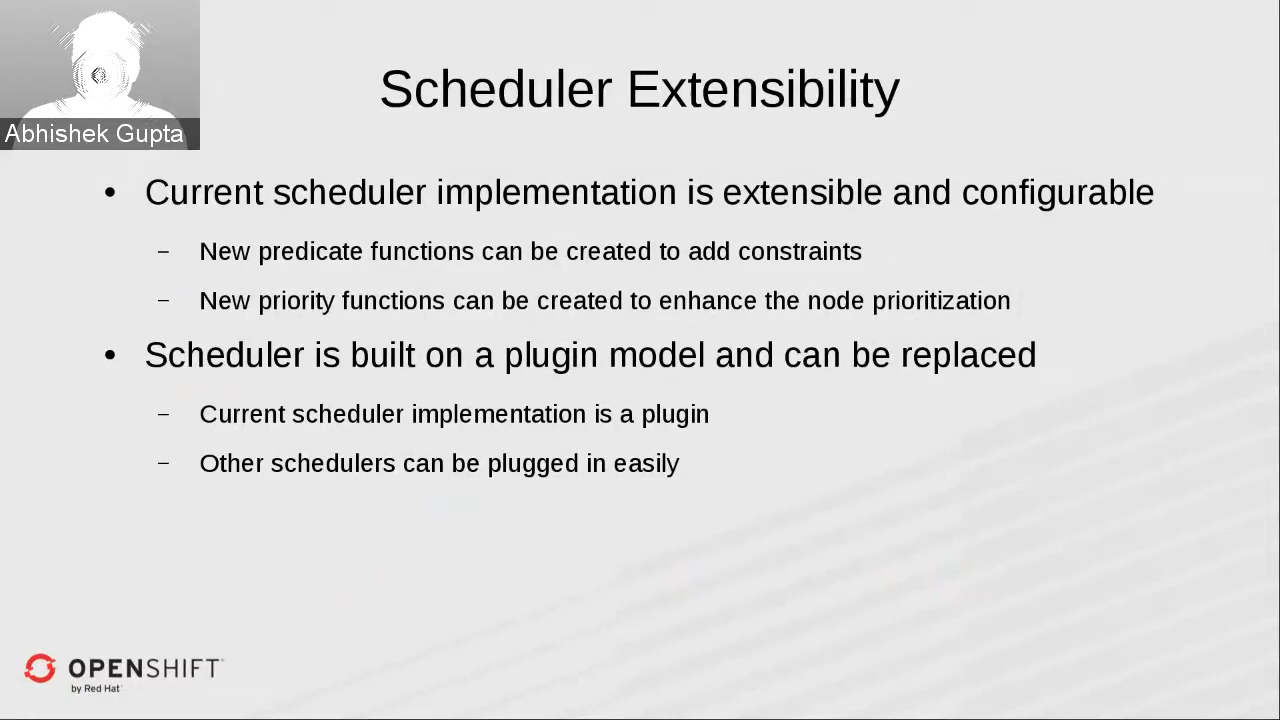 Abhishek Gupta
Scheduler Extensibility
• Current scheduler implementation is extensible and configurable
– New predicate functions can be created to add constraints
– New priority functions can be created to enhance the node prioritization
• Scheduler is built on a plugin model and can be replaced
– Current scheduler implementation is a plugin
– Other schedulers can be plugged in easily
OPENSHIFT
by Red Hat